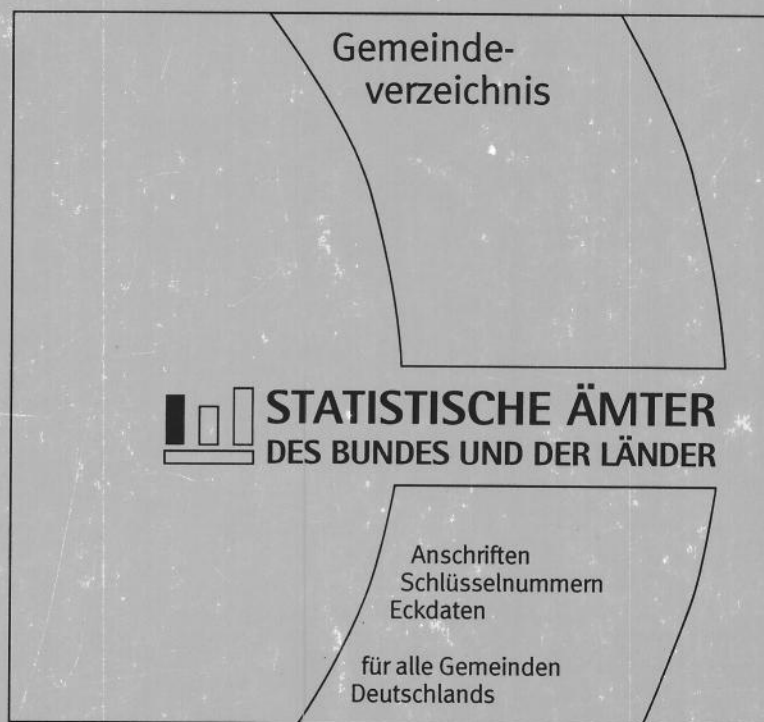 Gemeinde-
verzeichnis
STATISTISCHE ÄMTER
DES BUNDES UND DER LÄNDER
Anschriften
Schlüsselnummern
Eckdaten
für alle Gemeinden
Deutschlands